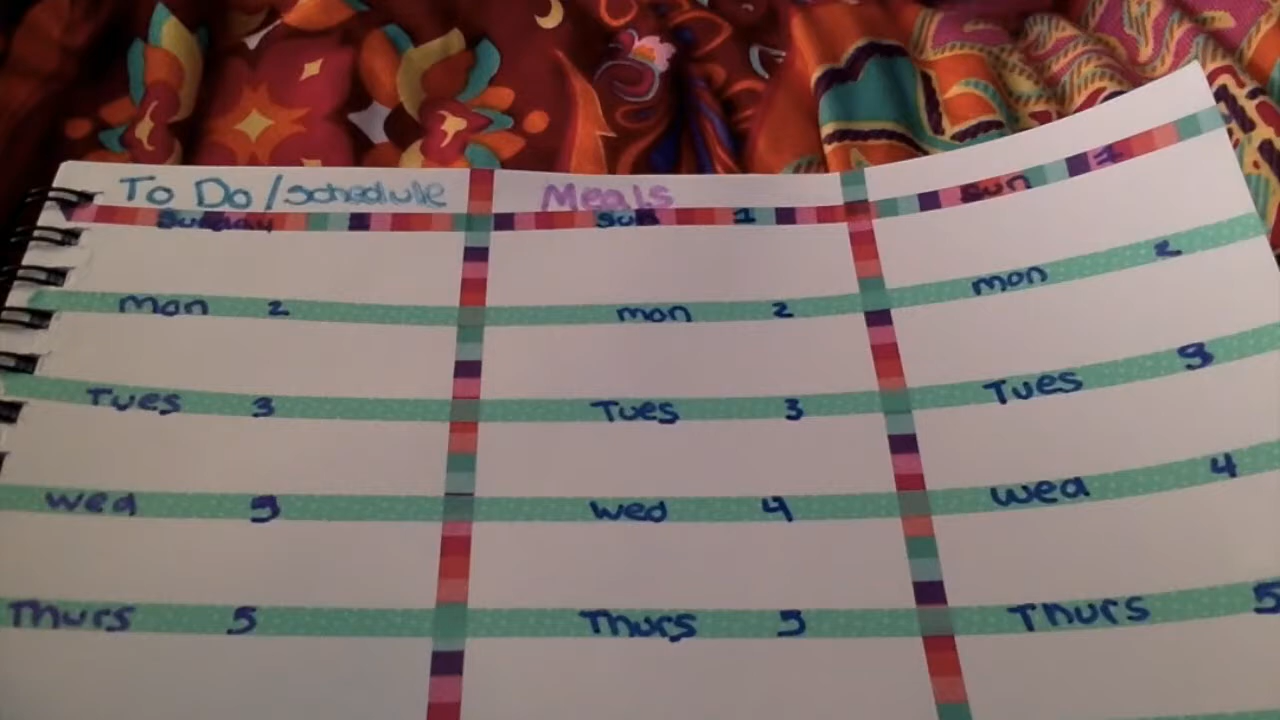 To Do/schedule Meals
Sunday Sun 1 Sun
mon 2 mon 2 mon 2
Tues 3 Tues 3 Tues
wed wed 4 wed 4
Thurs 5 Thurs 5 Thurs 5